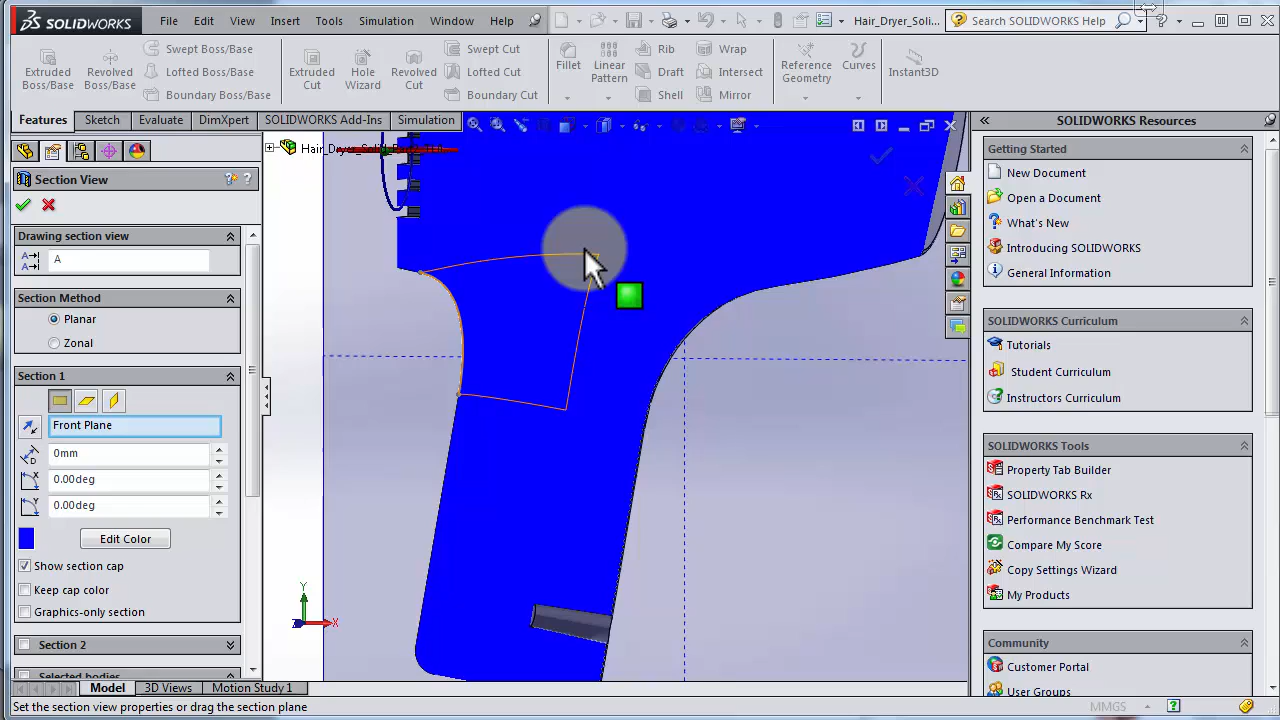 SOLIDWORKS File Edit View Insert Tools Simulation Window Help Hair_Dryer_Soli... Search SOLIDWORKS Help
Extruded Boss/Base
Revolved Boss/Base
Swept Boss/Base
Lofted Boss/Base
Boundary Boss/Base
Extruded Cut
Hole Wizard
Revolved Cut
Swept Cut
Lofted Cut
Boundary Cut
Fillet
Linear Pattern
Rib
Draft
Shell
Wrap
Intersect
Mirror
Reference Geometry
Curves
Instant3D
Features Sketch Evaluate DimXpert SOLIDWORKS Add-Ins Simulation
Section View
Drawing section view
A
Section Method
Planar
Zonal
Section 1
Front Plane
0mm
0.00deg
0.00deg
Edit Color
Show section cap
Keep cap color
Graphics-only section
Section 2
Selected bodies
Y
X
Z
SOLIDWORKS Resources
Getting Started
New Document
Open a Document
What's New
Introducing SOLIDWORKS
General Information
SOLIDWORKS Curriculum
Tutorials
Student Curriculum
Instructors Curriculum
SOLIDWORKS Tools
Property Tab Builder
SOLIDWORKS Rx
Performance Benchmark Test
Compare My Score
Copy Settings Wizard
My Products
Community
Customer Portal
User Groups
Model 3D Views Motion Study 1
Set the section view properties or drag the section plane
MMGS